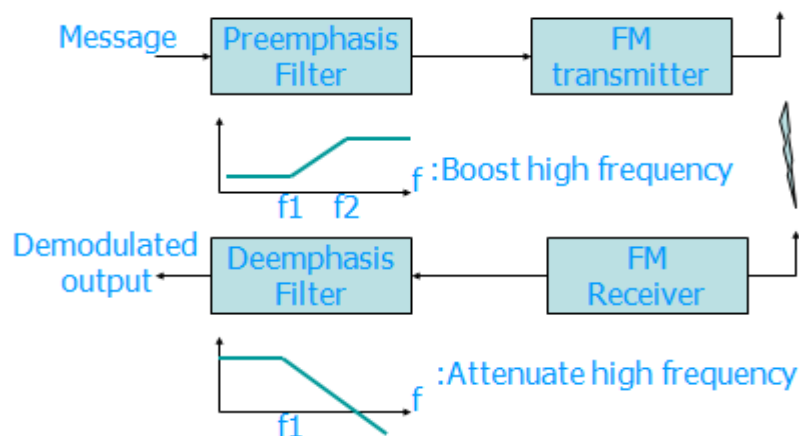 Message
Preemphasis
Filter
FM
transmitter
f :Boost high frequency
f1 f2
Demodulated
output
Deemphasis
Filter
FM
Receiver
:Attenuate high frequency
f
f1